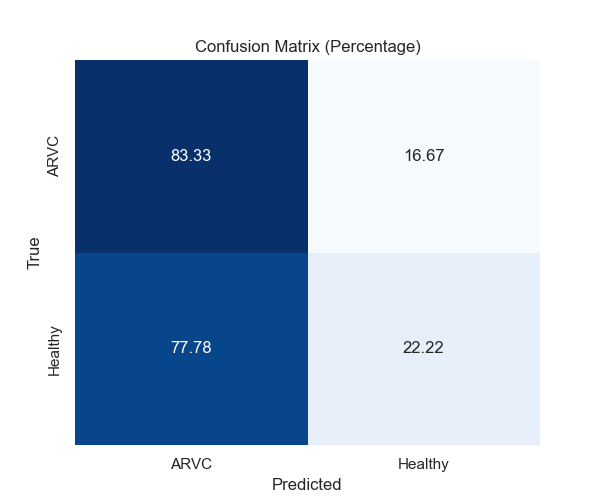 Confusion Matrix (Percentage)
True
ARVC
83.33
16.67
Healthy
77.78
22.22
ARVC
Healthy
Predicted